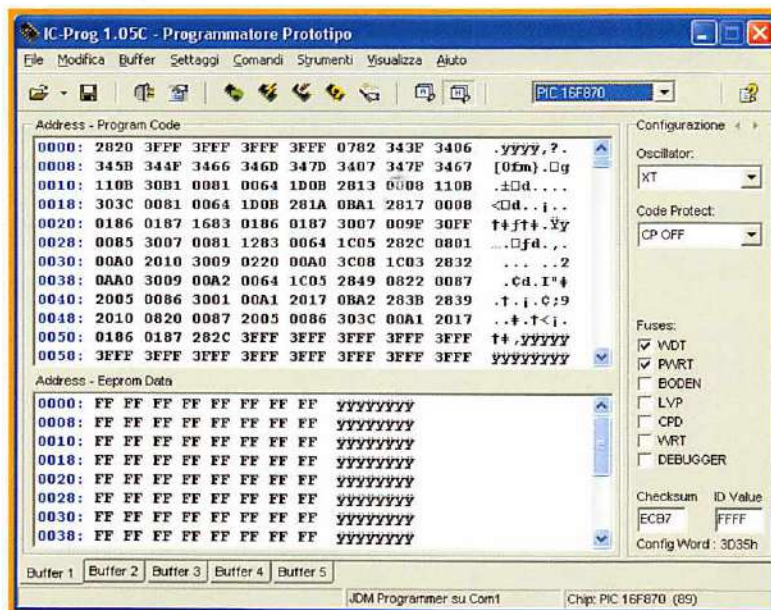 IC-Prog 1.05C - Programmatore Prototipo
File Modifica Buffer Settaggi Comandi Strumenti Visualizza Aiuto
PIC 16F870
Address - Program Code
0000: 2820 3FFF 3FFF 3FFF 3FFF 0782 343F 3406 .ÿÿÿÿ‚?.
0008: 345B 344F 3466 346D 347D 3407 347F 3467 [Ofm}.□g
0010: 110B 30B1 0081 0064 1D0B 2813 0008 110B .±□d....
0018: 303C 0081 0064 1D0B 281A 0BA1 2817 0008 <□d..¡..
0020: 0186 0187 1683 0186 0187 3007 009F 30FF †‡ƒ†‡.Ÿÿ
0028: 0085 3007 0081 1283 0064 1C05 282C 0801 ….□ƒd.,.
0030: 00A0 2010 3009 0220 00A0 3C08 1C03 2832 ... ...2
0038: 0AA0 3009 00A2 0064 1C05 2849 0822 0087 .¢d.I"‡
0040: 2005 0086 3001 00A1 2017 0BA2 283B 2839 .†.¡.¢;9
0048: 2010 0820 0087 2005 0086 303C 00A1 2017 ..‡.†<¡.
0050: 0186 0187 282C 3FFF 3FFF 3FFF 3FFF 3FFF †‡,ÿÿÿÿÿ
0058: 3FFF 3FFF 3FFF 3FFF 3FFF 3FFF 3FFF 3FFF ÿÿÿÿÿÿÿÿ
Address - Eeprom Data
0000: FF FF FF FF FF FF FF FF ÿÿÿÿÿÿÿÿ
0008: FF FF FF FF FF FF FF FF ÿÿÿÿÿÿÿÿ
0010: FF FF FF FF FF FF FF FF ÿÿÿÿÿÿÿÿ
0018: FF FF FF FF FF FF FF FF ÿÿÿÿÿÿÿÿ
0020: FF FF FF FF FF FF FF FF ÿÿÿÿÿÿÿÿ
0028: FF FF FF FF FF FF FF FF ÿÿÿÿÿÿÿÿ
0030: FF FF FF FF FF FF FF FF ÿÿÿÿÿÿÿÿ
0038: FF FF FF FF FF FF FF FF ÿÿÿÿÿÿÿÿ
Configurazione
Oscillator:
XT
Code Protect:
CP OFF
Fuses:
WDT
PWRT
BODEN
LVP
CPD
WRT
DEBUGGER
Checksum ID Value
ECB7 FFFF
Config Word : 3D35h
Buffer 1 Buffer 2 Buffer 3 Buffer 4 Buffer 5
JDM Programmer su Com1 Chip: PIC 16F870 (89)